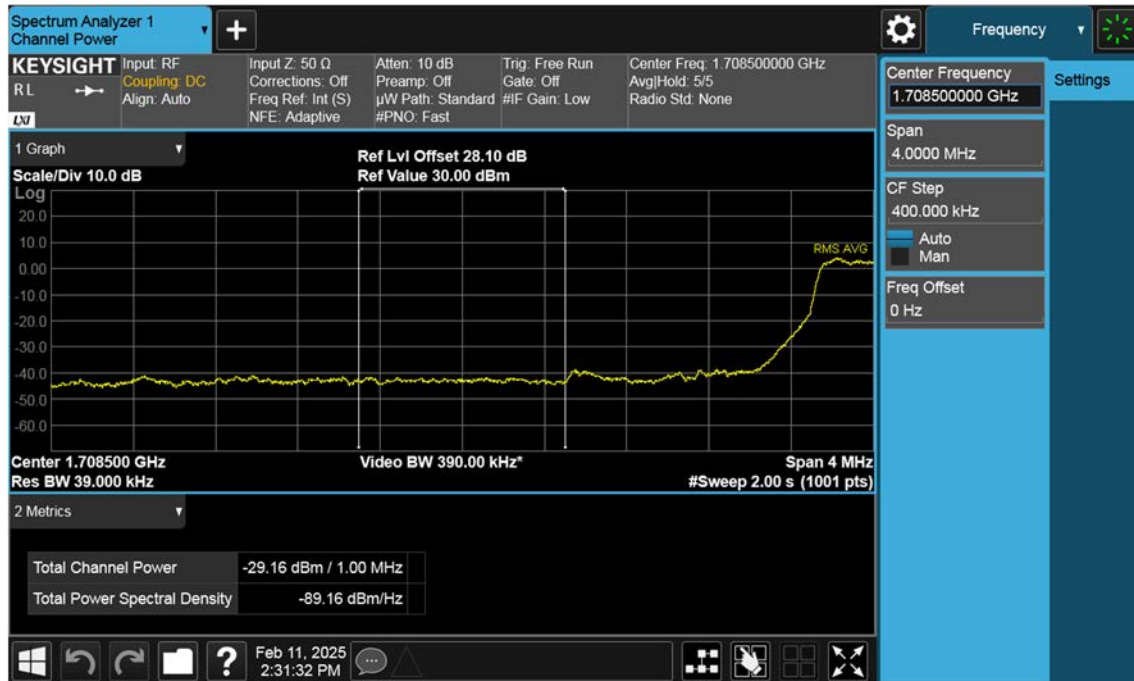 Spectrum Analyzer 1
Channel Power
Frequency
KEYSIGHT
R L
LXI
Input: RF
Coupling: DC
Align: Auto
Input Z: 50 Ω
Corrections: Off
Freq Ref: Int (S)
NFE: Adaptive
Atten: 10 dB
Preamp: Off
µW Path: Standard
#PNO: Fast
Trig: Free Run
Gate: Off
#IF Gain: Low
Center Freq: 1.708500000 GHz
Avg|Hold: 5/5
Radio Std: None
Center Frequency
1.708500000 GHz
Settings
Span
4.0000 MHz
CF Step
400.000 kHz
Auto
Man
Freq Offset
0 Hz
1 Graph
Ref Lvl Offset 28.10 dB
Scale/Div 10.0 dB
Ref Value 30.00 dBm
Log
20.0
10.0
RMS AVG
0.00
-10.0
-20.0
-30.0
-40.0
-50.0
-60.0
Center 1.708500 GHz
Video BW 390.00 kHz*
Span 4 MHz
Res BW 39.000 kHz
#Sweep 2.00 s (1001 pts)
2 Metrics
Total Channel Power -29.16 dBm / 1.00 MHz
Total Power Spectral Density -89.16 dBm/Hz
?
Feb 11, 2025
2:31:32 PM